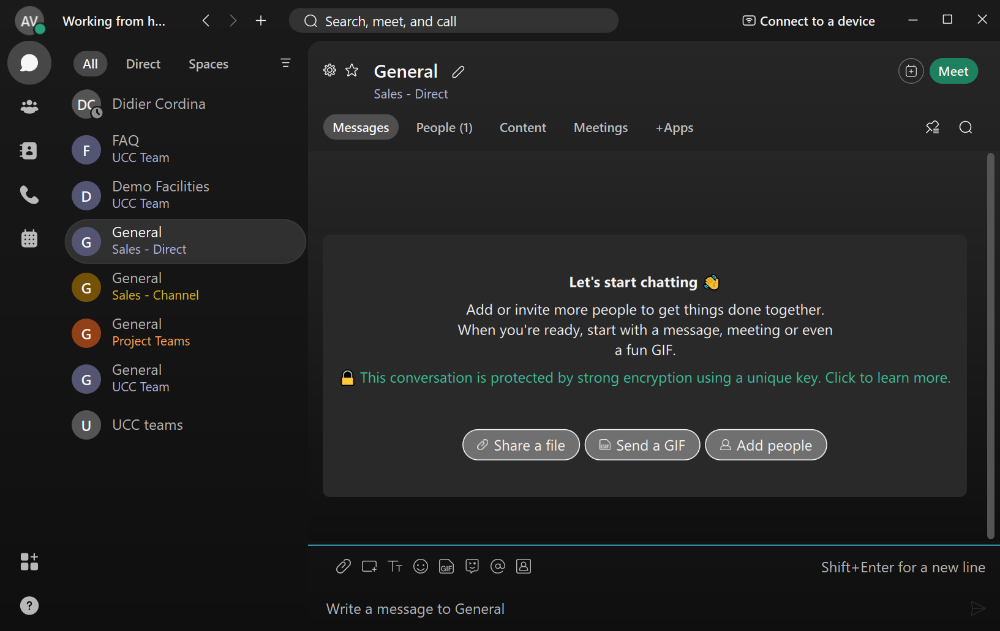 AV
Working from h...
Search, meet, and call
Connect to a device
All
Direct
Spaces
DC
Didier Cordina
F
FAQ
UCC Team
D
Demo Facilities
UCC Team
G
General
Sales - Direct
G
General
Sales - Channel
G
General
Project Teams
G
General
UCC Team
U
UCC teams
?
General
Sales - Direct
Meet
Messages
People (1)
Content
Meetings
+Apps
Let's start chatting 👋
Add or invite more people to get things done together.
When you're ready, start with a message, meeting or even
a fun GIF.
🔒 This conversation is protected by strong encryption using a unique key. Click to learn more.
Share a file
GIF Send a GIF
Add people
Tт
GIF
@
Shift+Enter for a new line
Write a message to General